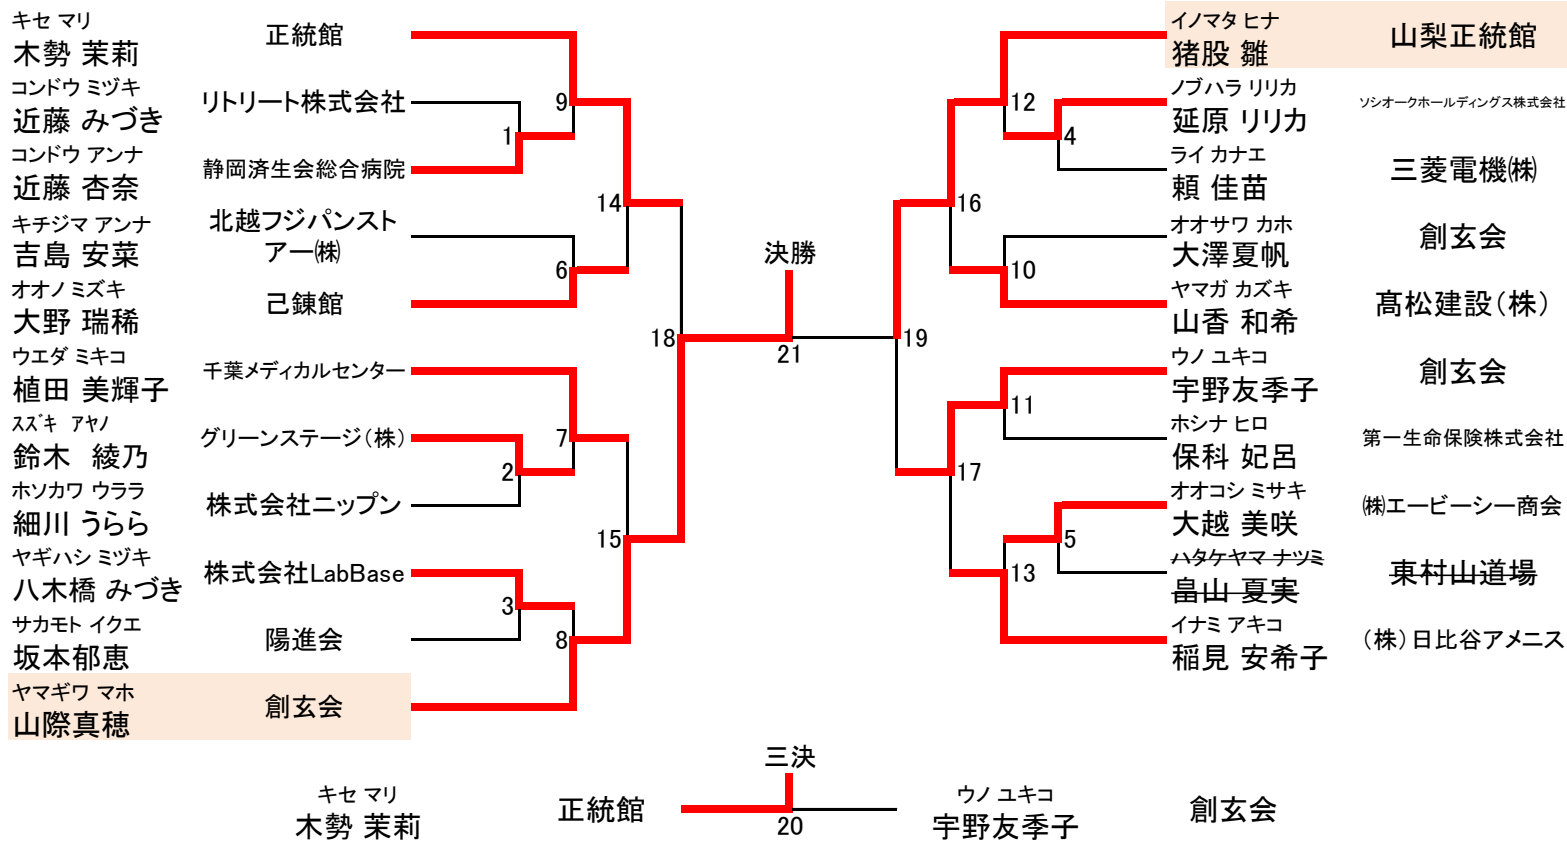 キセ マリ
木勢 茉莉
正統館
コンドウ ミヅキ
近藤 みづき
リトリート株式会社
コンドウ アンナ
近藤 杏奈
静岡済生会総合病院
キチジマ アンナ
吉島 安菜
北越フジパンスト
アー㈱
オオノ ミズキ
大野 瑞稀
己錬館
ウエダ ミキコ
植田 美輝子
千葉メディカルセンター
ｽｽﾞｷ ｱﾔﾉ
鈴木 綾乃
グリーンステージ（株）
ホソカワ ウララ
細川 うらら
株式会社ニップン
ヤギハシ ミヅキ
八木橋 みづき
株式会社LabBase
サカモト イクエ
坂本郁恵
陽進会
ヤマギワ マホ
山際真穂
創玄会
1
2
3
6
7
8
9
14
15
18
決勝
21
19
16
17
12
10
11
13
4
5
イノマタ ヒナ
猪股 雛
山梨正統館
ノブハラ リリカ
延原 リリカ
ソシオークホールディングス株式会社
ライ カナエ
頼 佳苗
三菱電機㈱
オオサワ カホ
大澤夏帆
創玄会
ヤマガ カズキ
山香 和希
髙松建設（株）
ウノ ユキコ
宇野友季子
創玄会
ホシナ ヒロ
保科 妃呂
第一生命保険株式会社
オオコシ ミサキ
大越 美咲
㈱エービーシー商会
ハタケヤマ ナツミ
畠山 夏実
東村山道場
イナミ アキコ
稲見 安希子
（株）日比谷アメニス
三決
20
キセ マリ
木勢 茉莉
正統館
ウノ ユキコ
宇野友季子
創玄会